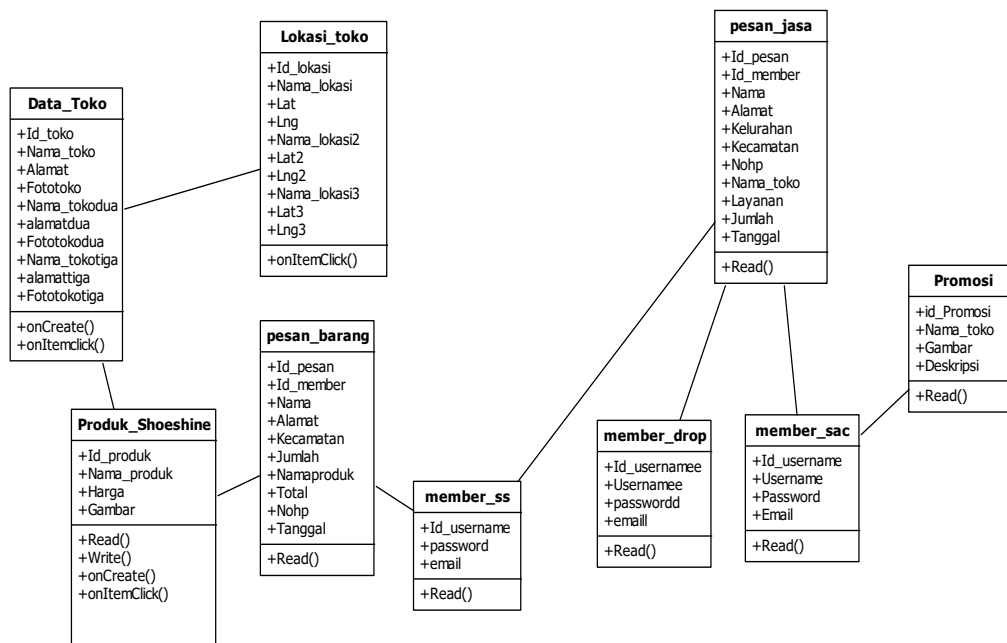 Data_Toko
+Id_toko
+Nama_toko
+Alamat
+Fototoko
+Nama_tokodua
+alamatdua
+Fototokodua
+Nama_tokotiga
+alamattiga
+Fototokotiga
+onCreate()
+onItemclick()
Lokasi_toko
+Id_lokasi
+Nama_lokasi
+Lat
+Lng
+Nama_lokasi2
+Lat2
+Lng2
+Nama_lokasi3
+Lat3
+Lng3
+onItemClick()
Produk_Shoeshine
+Id_produk
+Nama_produk
+Harga
+Gambar
+Read()
+Write()
+onCreate()
+onItemClick()
pesan_barang
+Id_pesan
+Id_member
+Nama
+Alamat
+Kecamatan
+Jumlah
+Namaproduk
+Total
+Nohp
+Tanggal
+Read()
member_ss
+Id_username
+password
+email
+Read()
pesan_jasa
+Id_pesan
+Id_member
+Nama
+Alamat
+Kelurahan
+Kecamatan
+Nohp
+Nama_toko
+Layanan
+Jumlah
+Tanggal
+Read()
member_drop
+Id_usernamee
+Usernamee
+passwordd
+emaill
+Read()
member_sac
+Id_username
+Username
+Password
+Email
+Read()
Promosi
+id_Promosi
+Nama_toko
+Gambar
+Deskripsi
+Read()